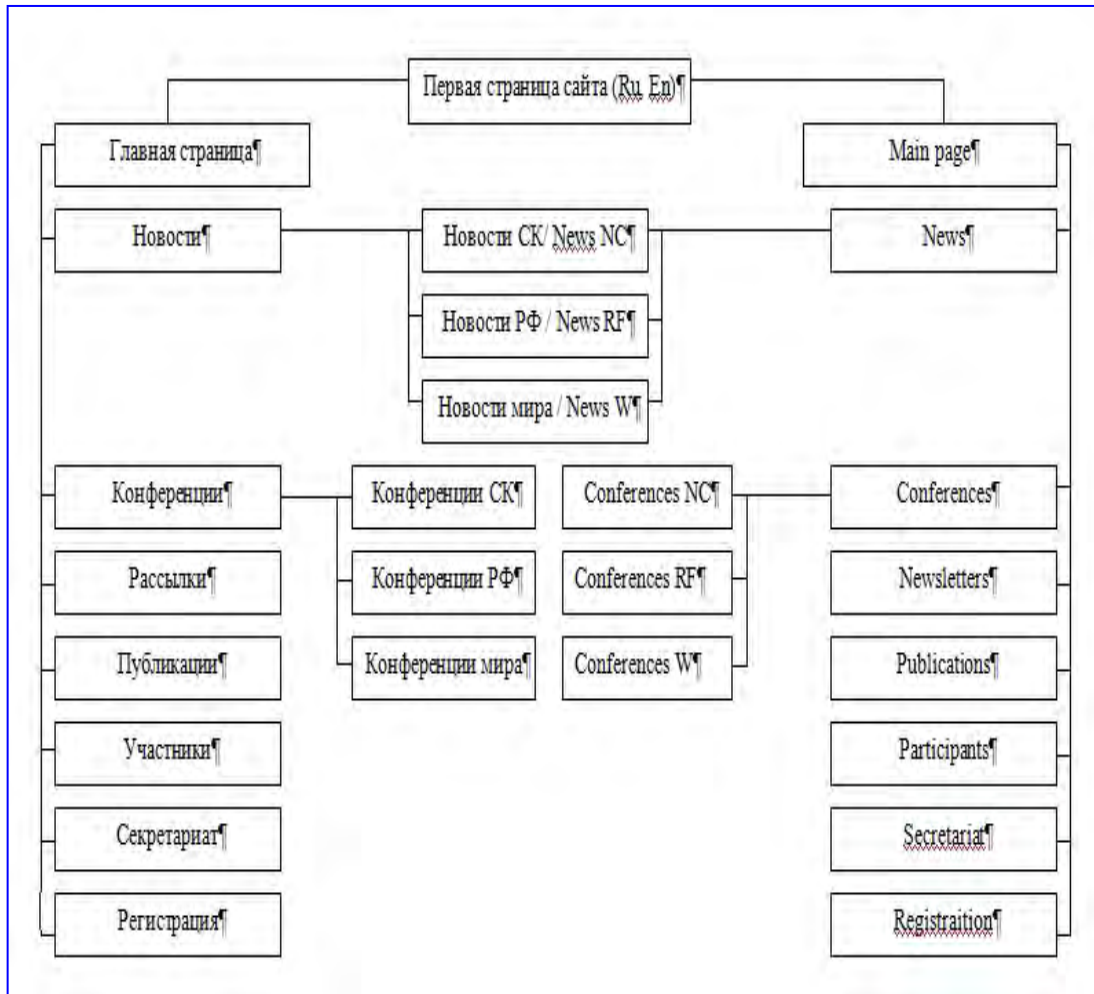 Первая страница сайта (Ru, En)¶
Главная страница¶
Main page¶
Новости¶
Новости СК/ News NC¶
News¶
Новости РФ / News RF¶
Новости мира / News W¶
Конференции¶
Конференции СК¶
Conferences NC¶
Conferences¶
Рассылки¶
Конференции РФ¶
Conferences RF¶
Newsletters¶
Публикации¶
Конференции мира¶
Conferences W¶
Publications¶
Участники¶
Participants¶
Секретариат¶
Secretariat¶
Регистрация¶
Registraition¶